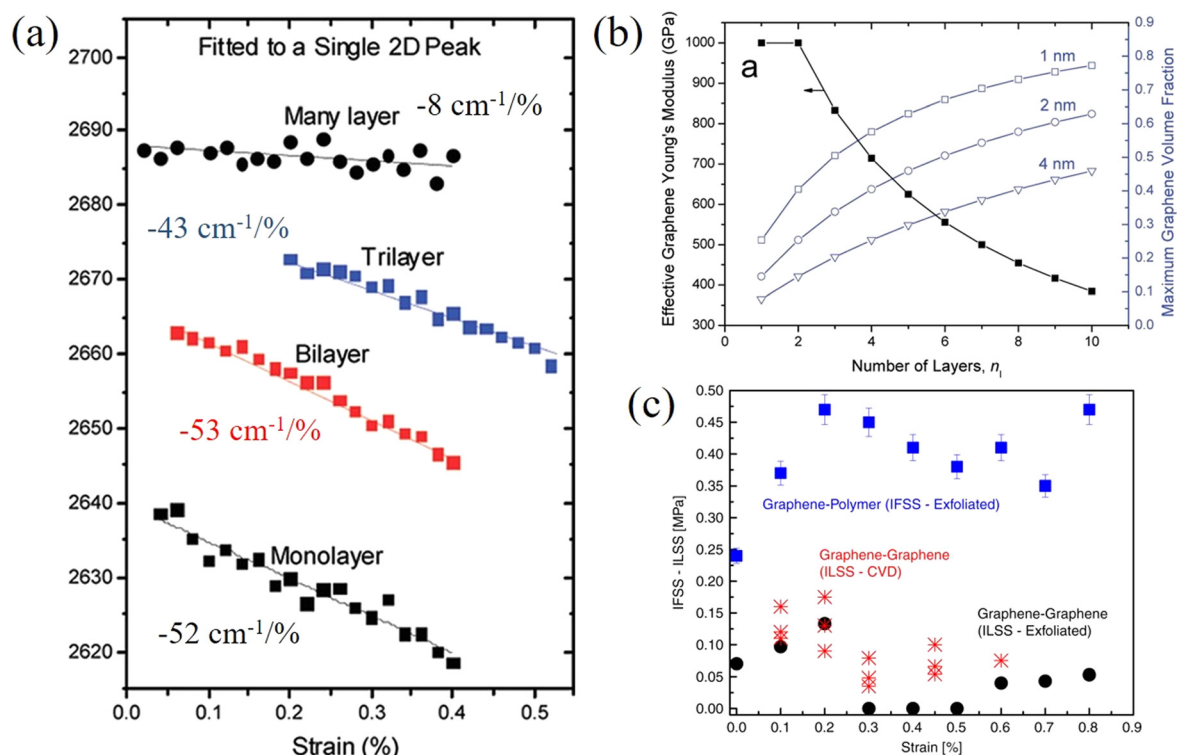 (a)
Fitted to a Single 2D Peak
2700
2690
2680
2670
2660
2650
2640
2630
2620
Many layer
-8 cm-1/%
-43 cm-1/%
Trilayer
Bilayer
-53 cm-1/%
Monolayer
-52 cm-1/%
0.0 0.1 0.2 0.3 0.4 0.5
Strain (%)
(b)
a
Effective Graphene Young's Modulus (GPa)
1000
900
800
700
600
500
400
300
1 nm
2 nm
4 nm
0.9
0.8
0.7
0.6
0.5
0.4
0.3
0.2
0.1
0.0
Maximum Graphene Volume Fraction
0 2 4 6 8 10
Number of Layers, nl
(c)
IFSS - ILSS [MPa]
0.50
0.45
0.40
0.35
0.30
0.25
0.20
0.15
0.10
0.05
0.00
Graphene-Polymer (IFSS - Exfoliated)
Graphene-Graphene
(ILSS - CVD)
Graphene-Graphene
(ILSS - Exfoliated)
0.0 0.1 0.2 0.3 0.4 0.5 0.6 0.7 0.8 0.9
Strain [%]